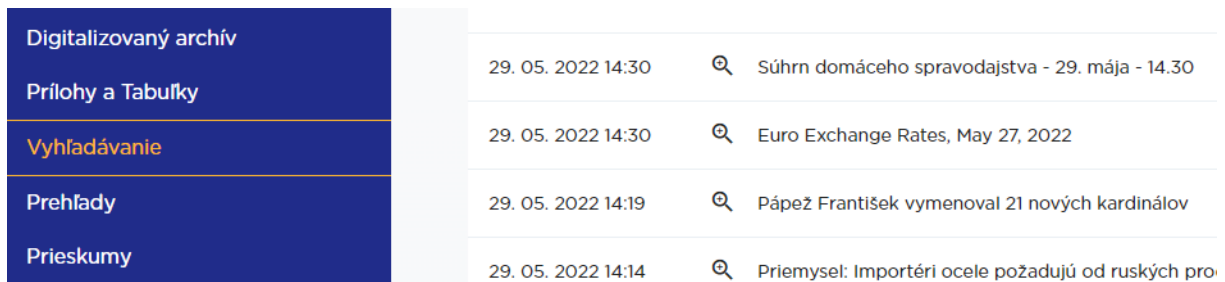 Digitalizovaný archív
Prílohy a Tabuľky
Vyhľadávanie
Prehľady
Prieskumy
29. 05. 2022 14:30 Súhrn domáceho spravodajstva - 29. mája - 14.30
29. 05. 2022 14:30 Euro Exchange Rates, May 27, 2022
29. 05. 2022 14:19 Pápež František vymenoval 21 nových kardinálov
29. 05. 2022 14:14 Priemysel: Importéri ocele požadujú od ruských